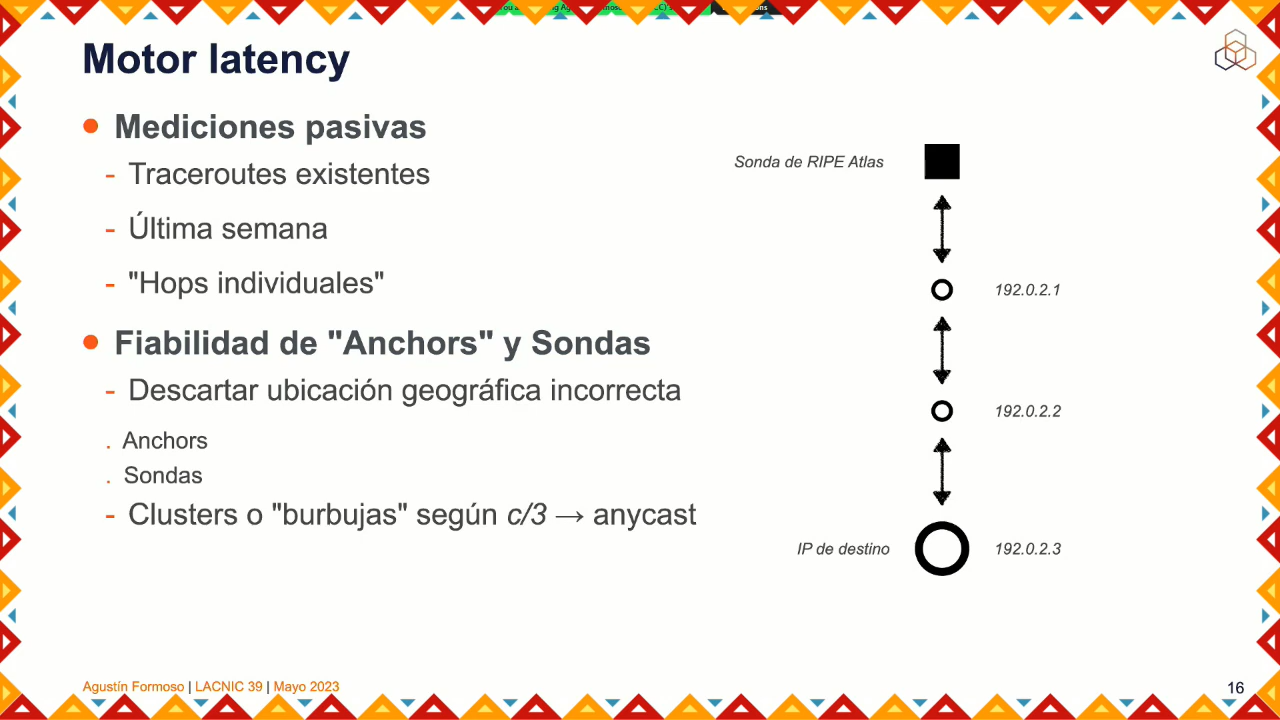 Motor latency
● Mediciones pasivas
- Traceroutes existentes
- Última semana
- "Hops individuales"
● Fiabilidad de "Anchors" y Sondas
- Descartar ubicación geográfica incorrecta
. Anchors
. Sondas
- Clusters o "burbujas" según c/3 → anycast
Sonda de RIPE Atlas
192.0.2.1
192.0.2.2
IP de destino
192.0.2.3
Agustín Formoso | LACNIC 39 | Mayo 2023
16